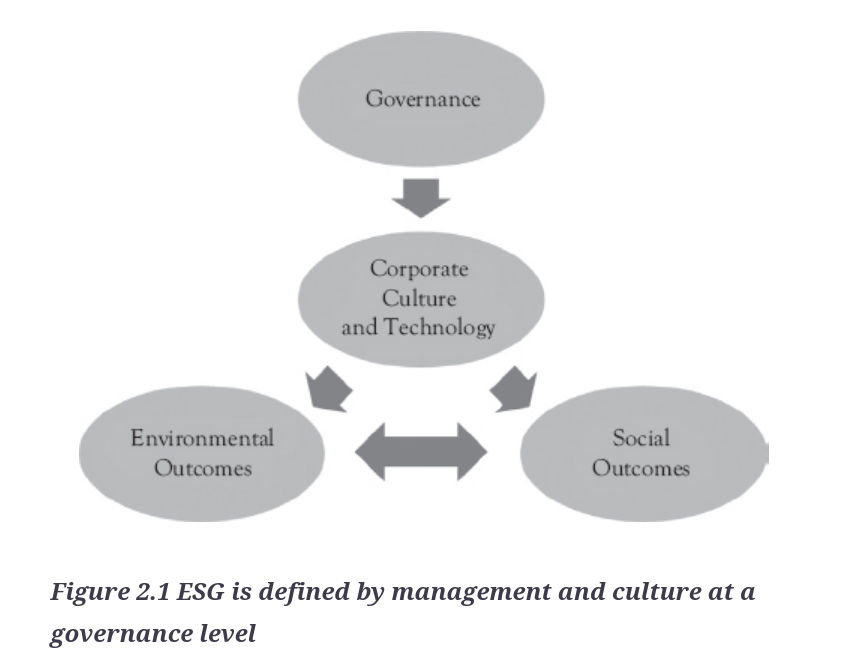 Governance
Corporate
Culture
and Technology
Environmental
Outcomes
Social
Outcomes
Figure 2.1 ESG is defined by management and culture at a
governance level